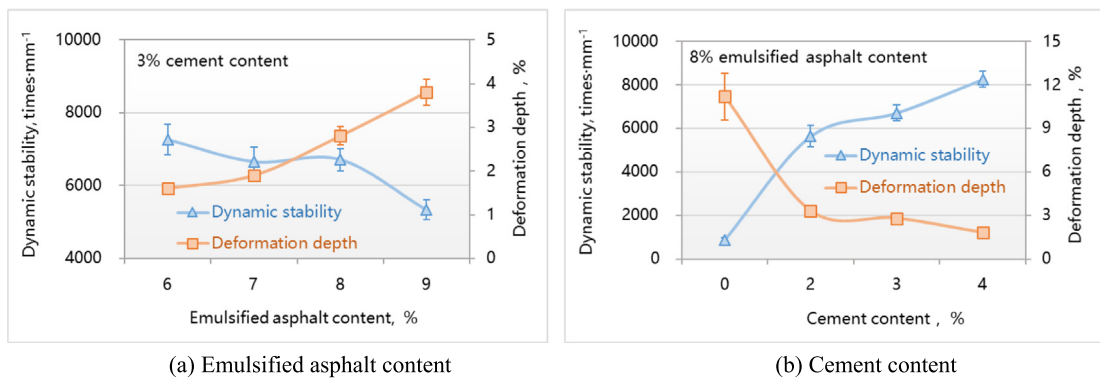 3% cement content
Dynamic stability, times·mm⁻¹
10000
8000
6000
4000
5
4
3
2
1
0
Deformation depth , %
Dynamic stability
Deformation depth
6 7 8 9
Emulsified asphalt content, %
(a) Emulsified asphalt content
8% emulsified asphalt content
Dynamic stability, times·mm⁻¹
10000
8000
6000
4000
2000
0
15
12
9
6
3
0
Deformation depth , %
Dynamic stability
Deformation depth
0 2 3 4
Cement content , %
(b) Cement content